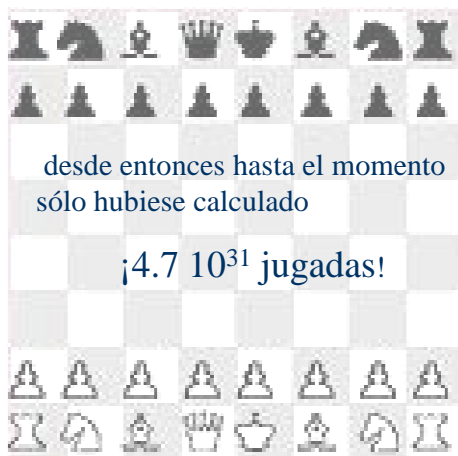 desde entonces hasta el momento
sólo hubiese calculado
¡4.7 10³¹ jugadas!